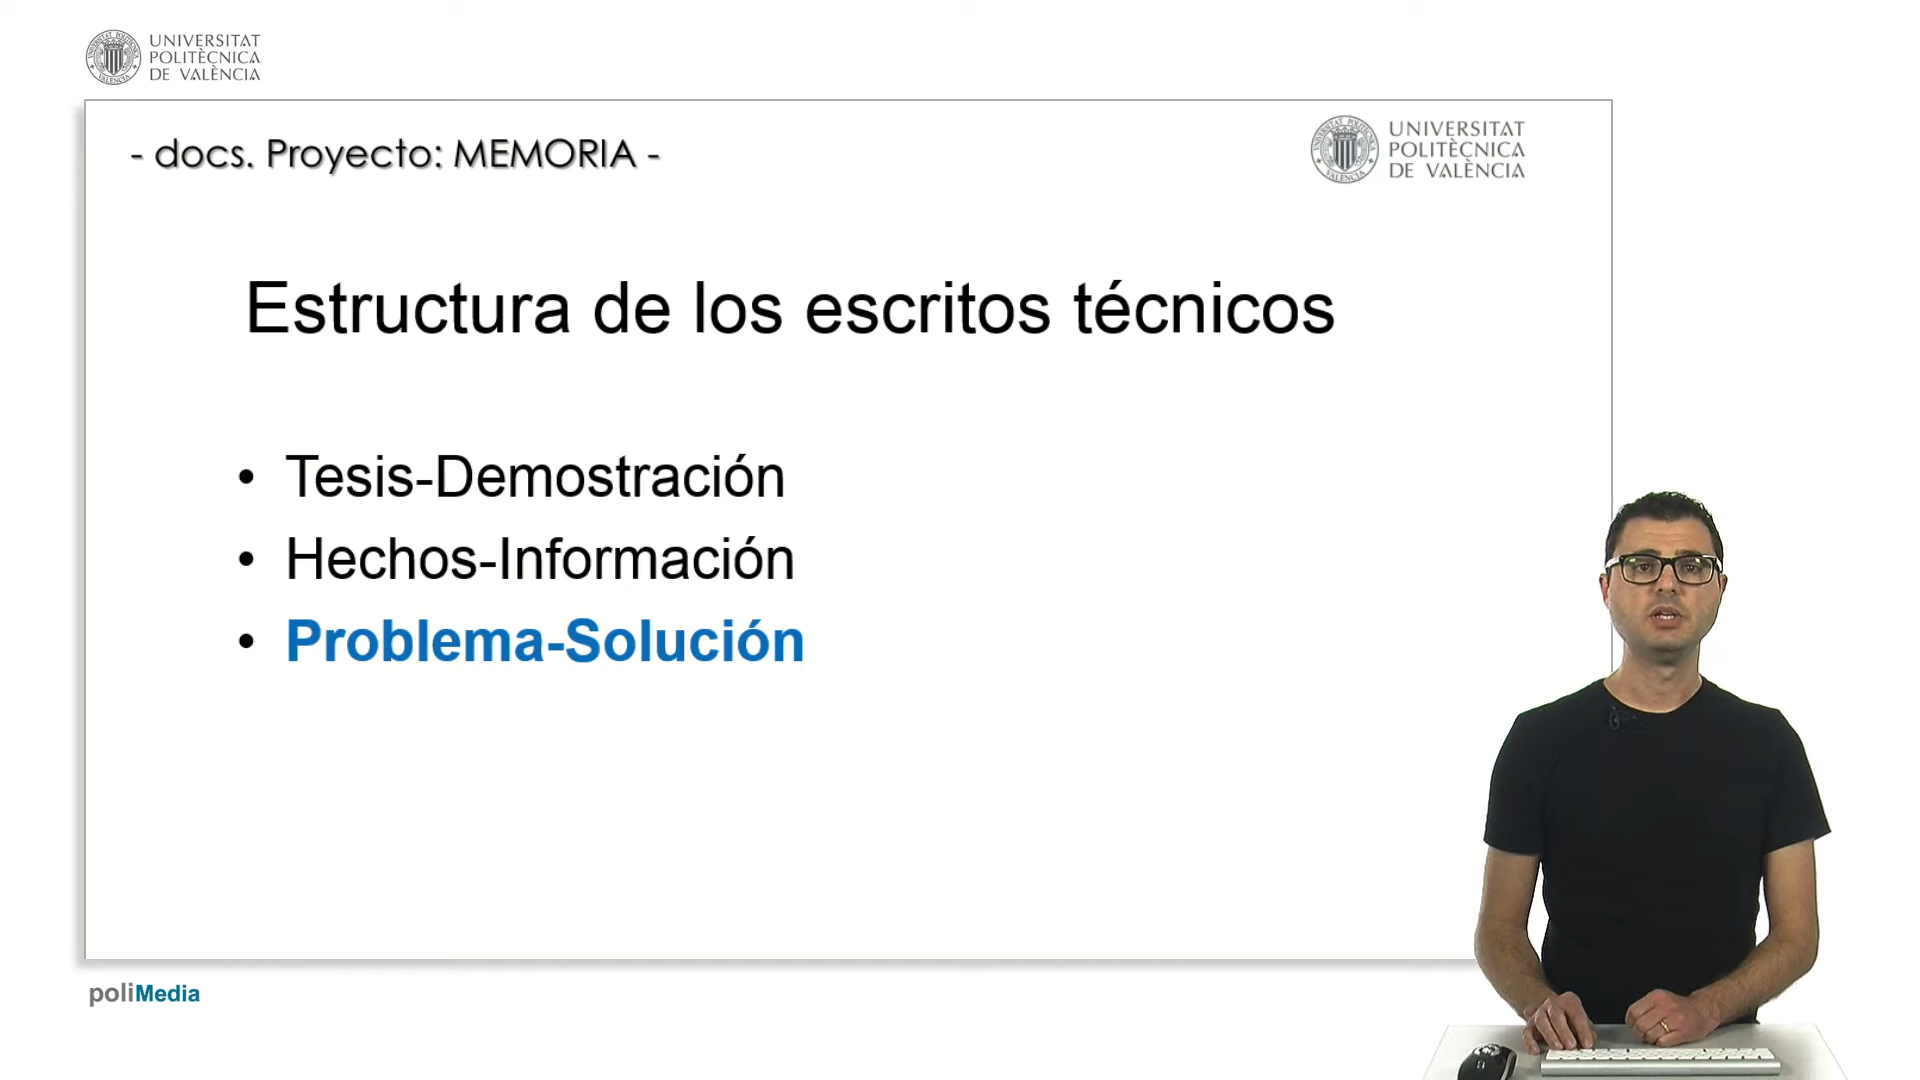 UNIVERSITAT
POLITÈCNICA
DE VALÈNCIA
- docs. Proyecto: MEMORIA -
UNIVERSITAT
POLITÈCNICA
DE VALÈNCIA
Estructura de los escritos técnicos
• Tesis-Demostración
• Hechos-Información
• Problema-Solución
poliMedia